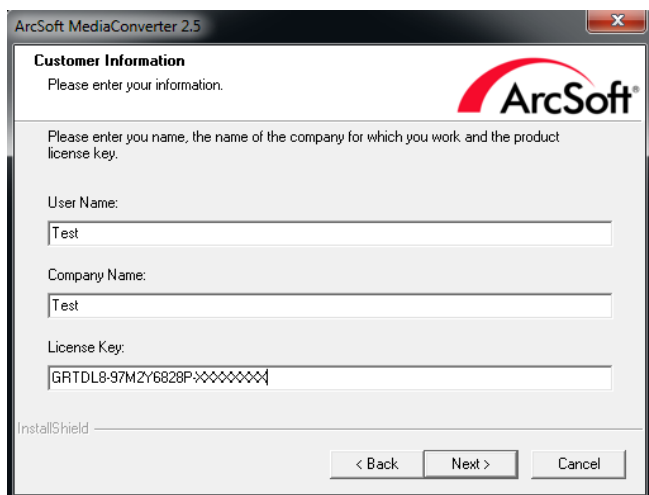 ArcSoft MediaConverter 2.5
Customer Information
Please enter your information.
ArcSoft®
Please enter you name, the name of the company for which you work and the product
license key.
User Name:
Test
Company Name:
Test
License Key:
GRTDL8-97M2Y6828P-XXXXXXXX
InstallShield
< Back
Next >
Cancel